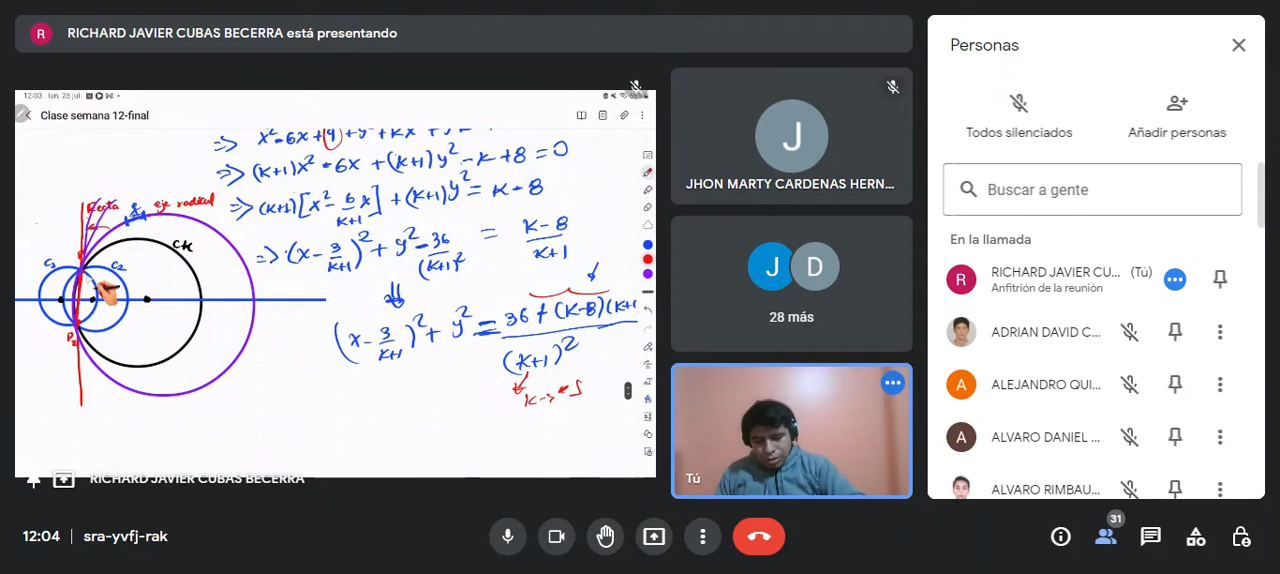 R RICHARD JAVIER CUBAS BECERRA está presentando
12:03 lun, 25 jul
Clase semana 12-final
=> (k+1)x² - 6x + (k+1)y² - k + 8 = 0
=> (k+1)[x² - 6x/k+1] + (k+1)y² = k - 8
=> (x - 3/k+1)² + y² - 36/(k+1)² = k-8/k+1
(x - 3/k+1)² + y² = 36 + (k-8)(k+1
(k+1)²
Recta
eje radical
Ck
C1
C2
P2
RICHARD JAVIER CUBAS BECERRA
J
JHON MARTY CARDENAS HERN...
J D
28 más
Tú
Personas
Todos silenciados
Añadir personas
Buscar a gente
En la llamada
R RICHARD JAVIER CU... (Tú)
Anfitrión de la reunión
ADRIAN DAVID C...
A ALEJANDRO QUI...
A ALVARO DANIEL ...
ALVARO RIMBAU...
12:04 | sra-yvfj-rak
31